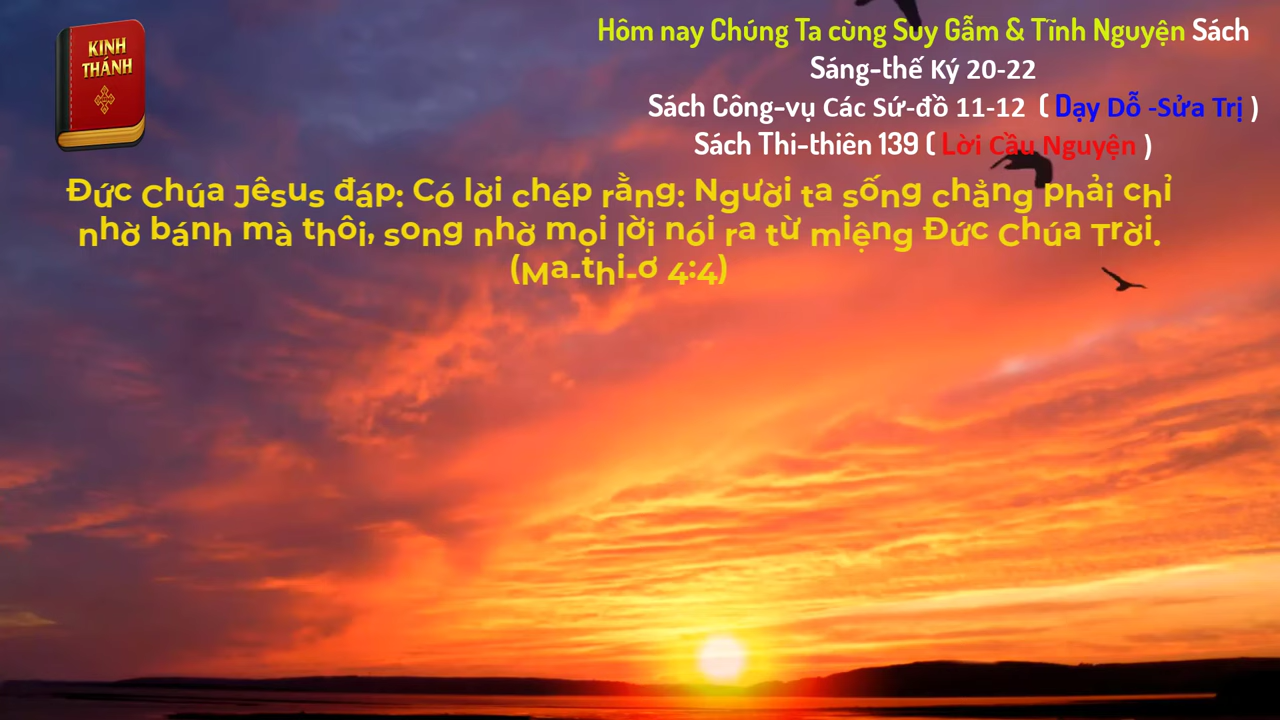 KINH
THÁNH
Hôm nay Chúng Ta cùng Suy Gẫm & Tĩnh Nguyện Sách
Sáng-thế Ký 20-22
Sách Công-vụ Các Sứ-đồ 11-12 ( Dạy Dỗ -Sửa Trị )
Sách Thi-thiên 139 ( Lời Cầu Nguyện )
Đức Chúa Jêsus đáp: Có lời chép rằng: Người ta sống chẳng phải chỉ
nhờ bánh mà thôi, song nhờ mọi lời nói ra từ miệng Đức Chúa Trời.
(Ma-thi-ơ 4:4)